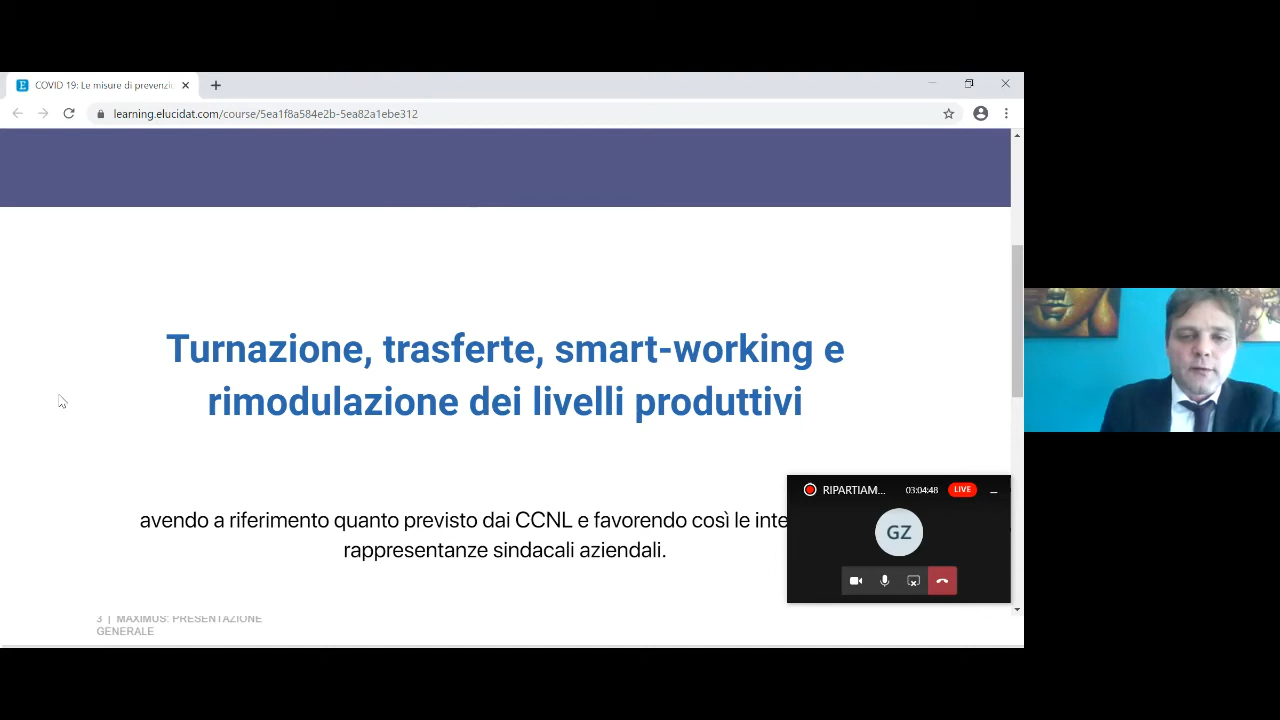 COVID 19: Le misure di prevenzio
learning.elucidat.com/course/5ea1f8a584e2b-5ea82a1ebe312
Turnazione, trasferte, smart-working e
rimodulazione dei livelli produttivi
avendo a riferimento quanto previsto dai CCNL e favorendo così le inte
rappresentanze sindacali aziendali.
RIPARTIAM... 03:04:48 LIVE
GZ
3 | MAXIMUS: PRESENTAZIONE
GENERALE